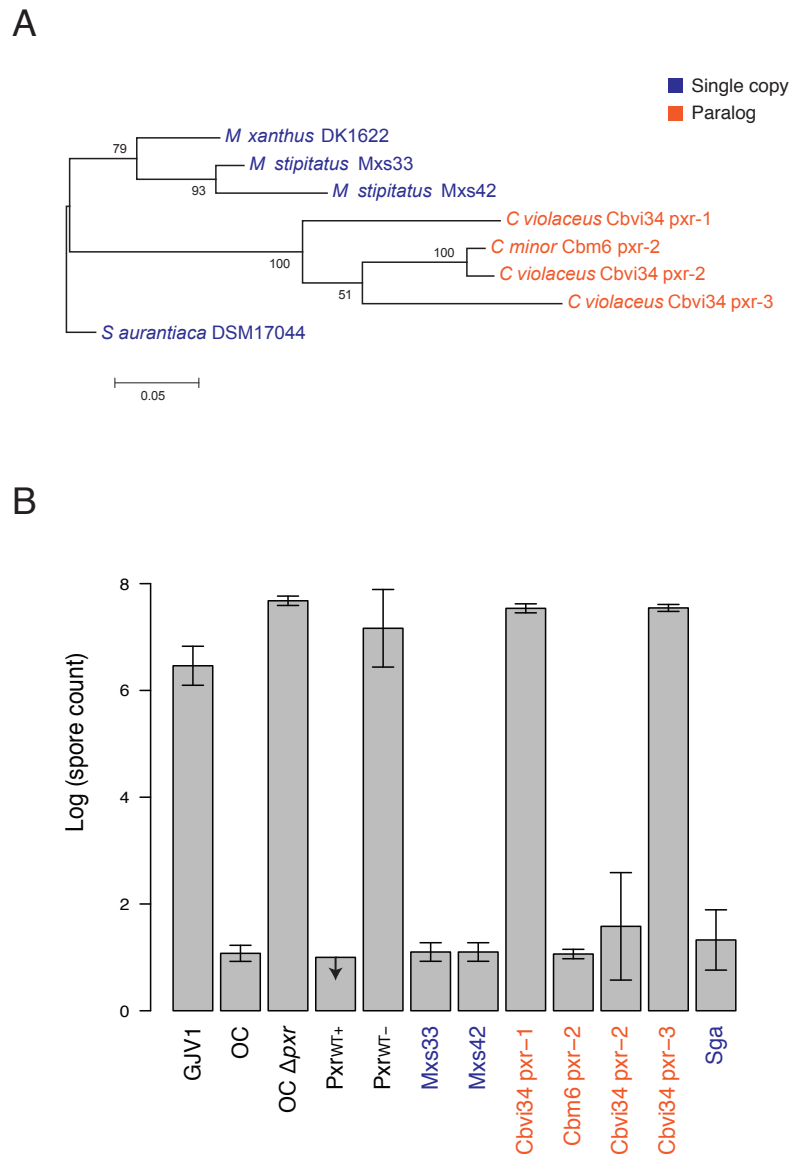 A
Single copy
Paralog
M xanthus DK1622
79
M stipitatus Mxs33
93
M stipitatus Mxs42
C violaceus Cbvi34 pxr-1
C minor Cbm6 pxr-2
100
C violaceus Cbvi34 pxr-2
100
51
C violaceus Cbvi34 pxr-3
S aurantiaca DSM17044
0.05
B
Log (spore count)
8
6
4
2
0
GJV1
OC
OC Δpxr
PxrWT+
PxrWT−
Mxs33
Mxs42
Cbvi34 pxr−1
Cbm6 pxr−2
Cbvi34 pxr−2
Cbvi34 pxr−3
Sga